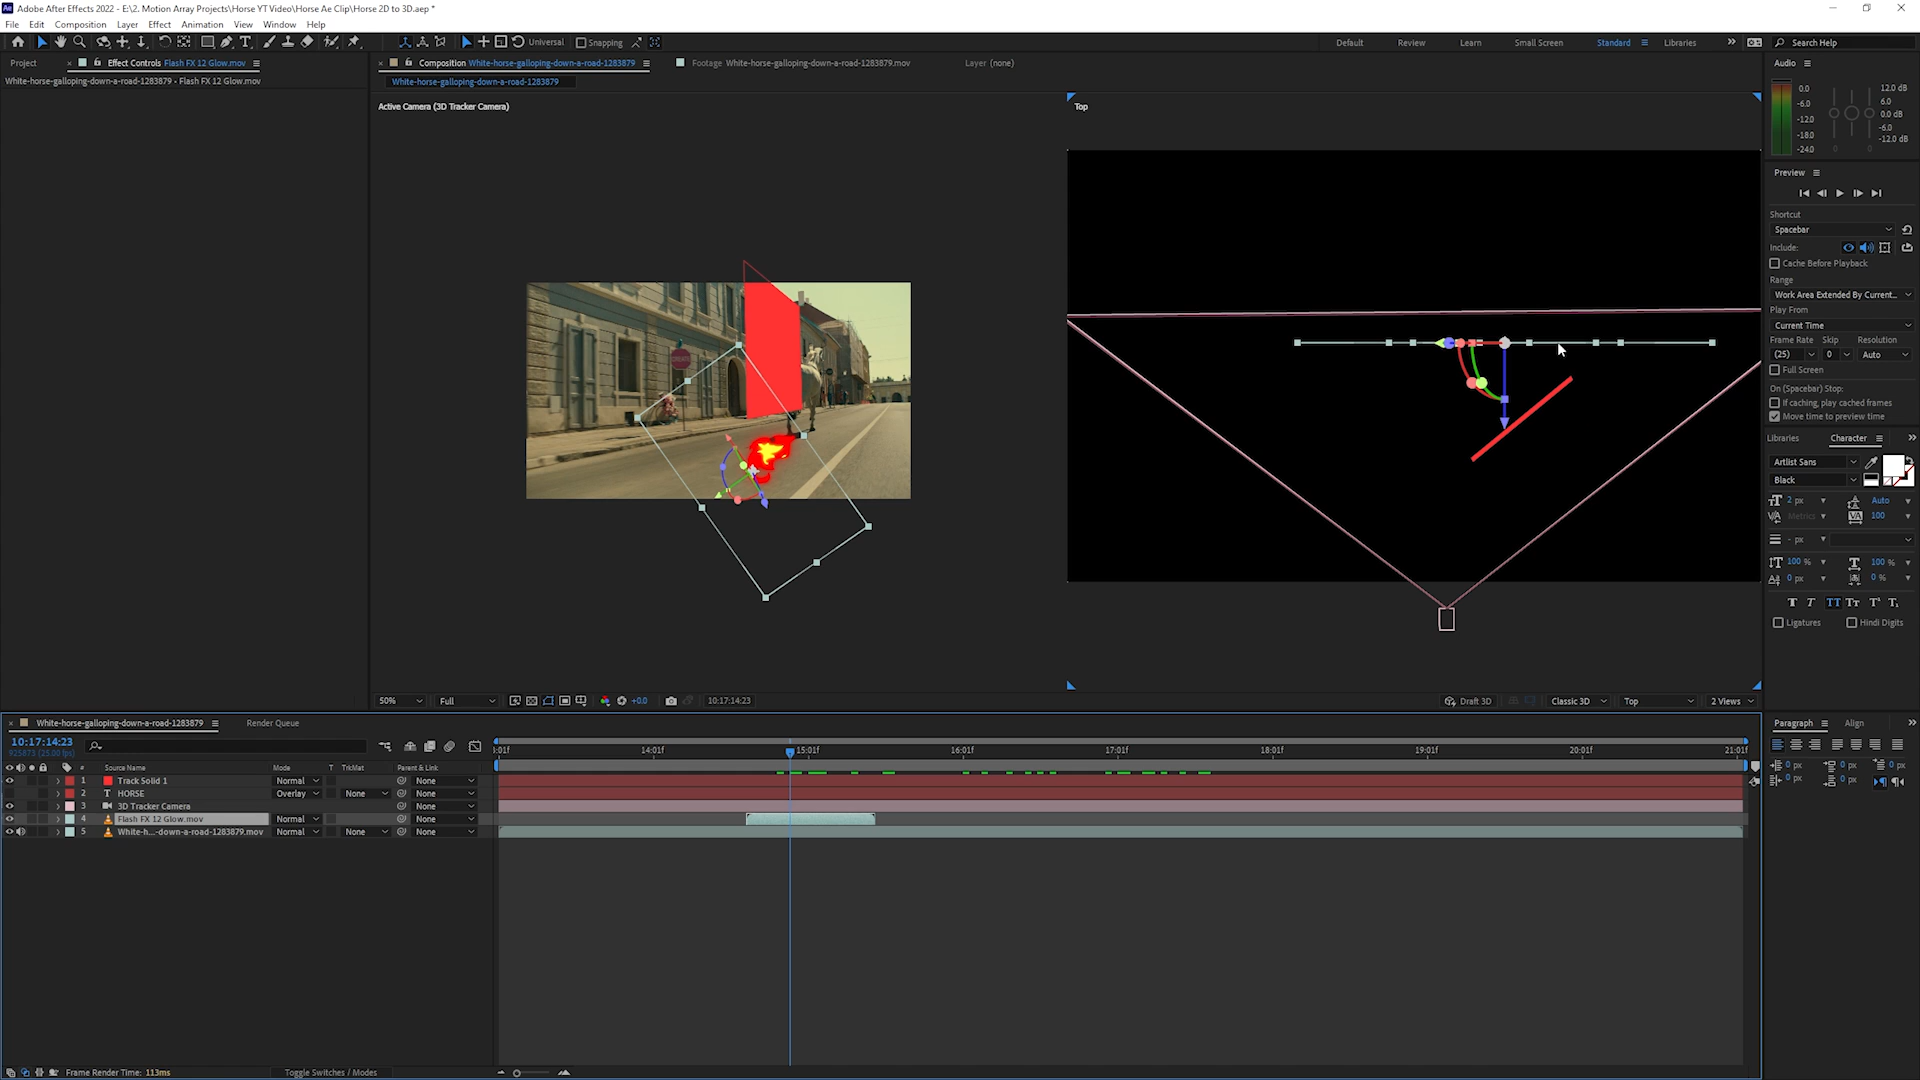 Adobe After Effects 2022 - E:\2. Motion Array Projects\Horse YT Video\Horse Ae Clip\Horse 2D to 3D.aep *
File Edit Composition Layer Effect Animation View Window Help
Universal Snapping Default Review Learn Small Screen Standard Libraries Search Help
Project Effect Controls Flash FX 12 Glow.mov
White-horse-galloping-down-a-road-1283879 • Flash FX 12 Glow.mov
Composition White-horse-galloping-down-a-road-1283879 Footage White-horse-galloping-down-a-road-1283879.mov Layer (none)
White-horse-galloping-down-a-road-1283879
Active Camera (3D Tracker Camera)
Top
50% Full +0.0 10:17:14:23 Draft 3D Classic 3D Top 2 Views
Audio
0.0 12.0 dB
-6.0 6.0
-12.0 0.0 dB
-18.0 -6.0
-24.0 -12.0 dB
0 0
Preview
Shortcut
Spacebar
Include:
Cache Before Playback
Range
Work Area Extended By Current...
Play From
Current Time
Frame Rate Skip Resolution
(25) 0 Auto
Full Screen
On (Spacebar) Stop:
If caching, play cached frames
Move time to preview time
Libraries Character
Artlist Sans
Black
2 px Auto
Metrics 100
- px
100 % 100 %
0 px 0 %
Ligatures Hindi Digits
Paragraph Align
0 px 0 px 0 px
0 px 0 px
White-horse-galloping-down-a-road-1283879 Render Queue
10:17:14:23
925873 (25.00 fps)
:01f 14:01f 15:01f 16:01f 17:01f 18:01f 19:01f 20:01f 21:01f
# Source Name Mode T TrkMat Parent & Link
1 Track Solid 1 Normal None
2 T HORSE Overlay None None
3 3D Tracker Camera None
4 Flash FX 12 Glow.mov Normal None
5 White-h...-down-a-road-1283879.mov Normal None None
Frame Render Time: 113ms Toggle Switches / Modes